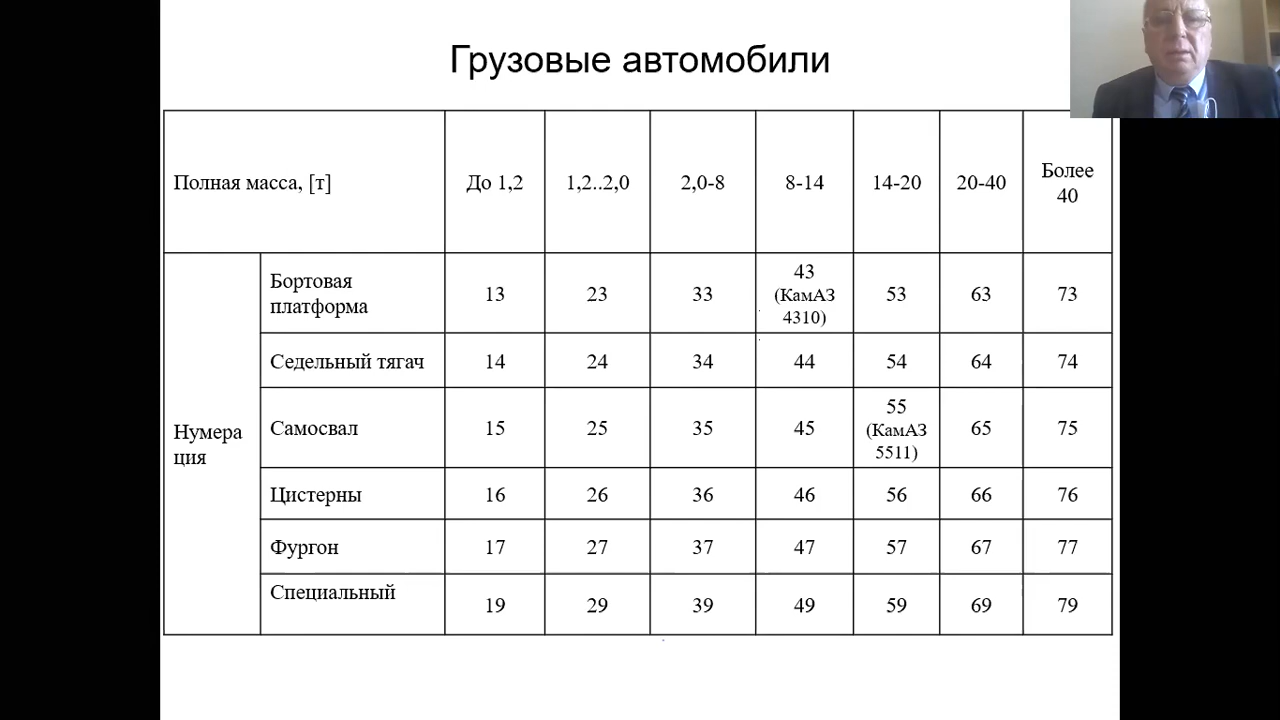 Грузовые автомобили
Полная масса, [т] До 1,2 1,2..2,0 2,0-8 8-14 14-20 20-40 Более 40
Нумера
ция
Бортовая
платформа
13 23 33 43 (КамАЗ 4310) 53 63 73
Седельный тягач 14 24 34 44 54 64 74
Самосвал 15 25 35 45 55 (КамАЗ 5511) 65 75
Цистерны 16 26 36 46 56 66 76
Фургон 17 27 37 47 57 67 77
Специальный 19 29 39 49 59 69 79